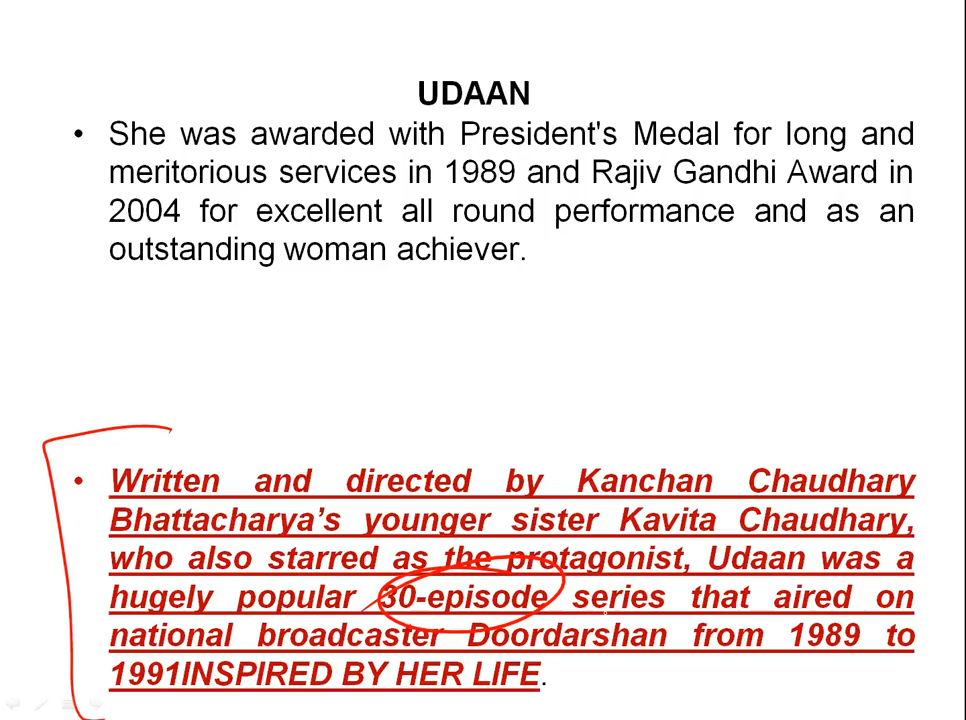 UDAAN
• She was awarded with President's Medal for long and
meritorious services in 1989 and Rajiv Gandhi Award in
2004 for excellent all round performance and as an
outstanding woman achiever.
• Written and directed by Kanchan Chaudhary
Bhattacharya’s younger sister Kavita Chaudhary,
who also starred as the protagonist, Udaan was a
hugely popular 30-episode series that aired on
national broadcaster Doordarshan from 1989 to
1991INSPIRED BY HER LIFE.